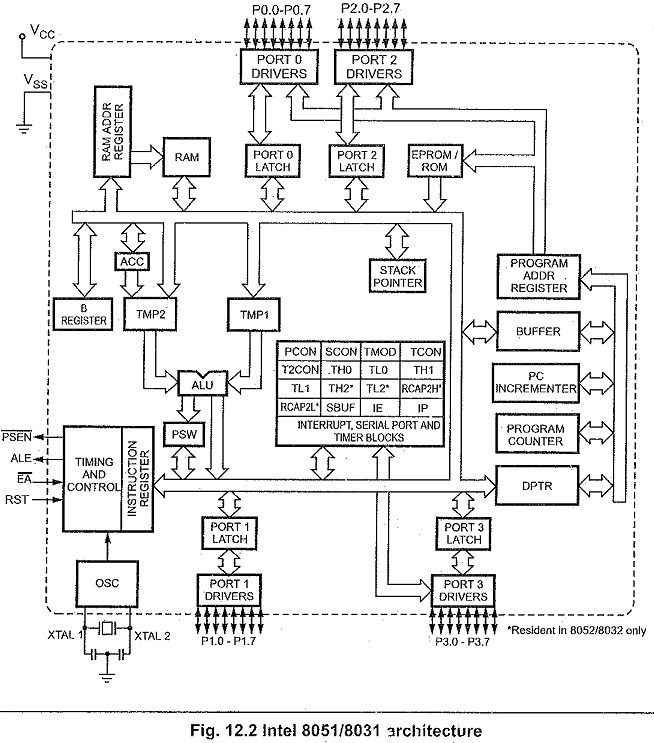 P0.0-P0.7 P2.0-P2.7
VCC
VSS
PORT 0
DRIVERS
PORT 2
DRIVERS
RAM ADDR
REGISTER
RAM
PORT 0
LATCH
PORT 2
LATCH
EPROM /
ROM
ACC
B
REGISTER
TMP2
TMP1
STACK
POINTER
PROGRAM
ADDR
REGISTER
BUFFER
PC
INCREMENTER
PROGRAM
COUNTER
DPTR
ALU
PSW
PCON SCON TMOD TCON
T2CON TH0 TL0 TH1
TL1 TH2* TL2* RCAP2H*
RCAP2L* SBUF IE IP
INTERRUPT, SERIAL PORT AND
TIMER BLOCKS
PSEN
ALE
EA
RST
TIMING
AND
CONTROL
INSTRUCTION
REGISTER
OSC
XTAL 1
XTAL 2
PORT 1
LATCH
PORT 1
DRIVERS
P1.0 - P1.7
PORT 3
LATCH
PORT 3
DRIVERS
P3.0 - P3.7
*Resident in 8052/8032 only
Fig. 12.2 Intel 8051/8031 architecture